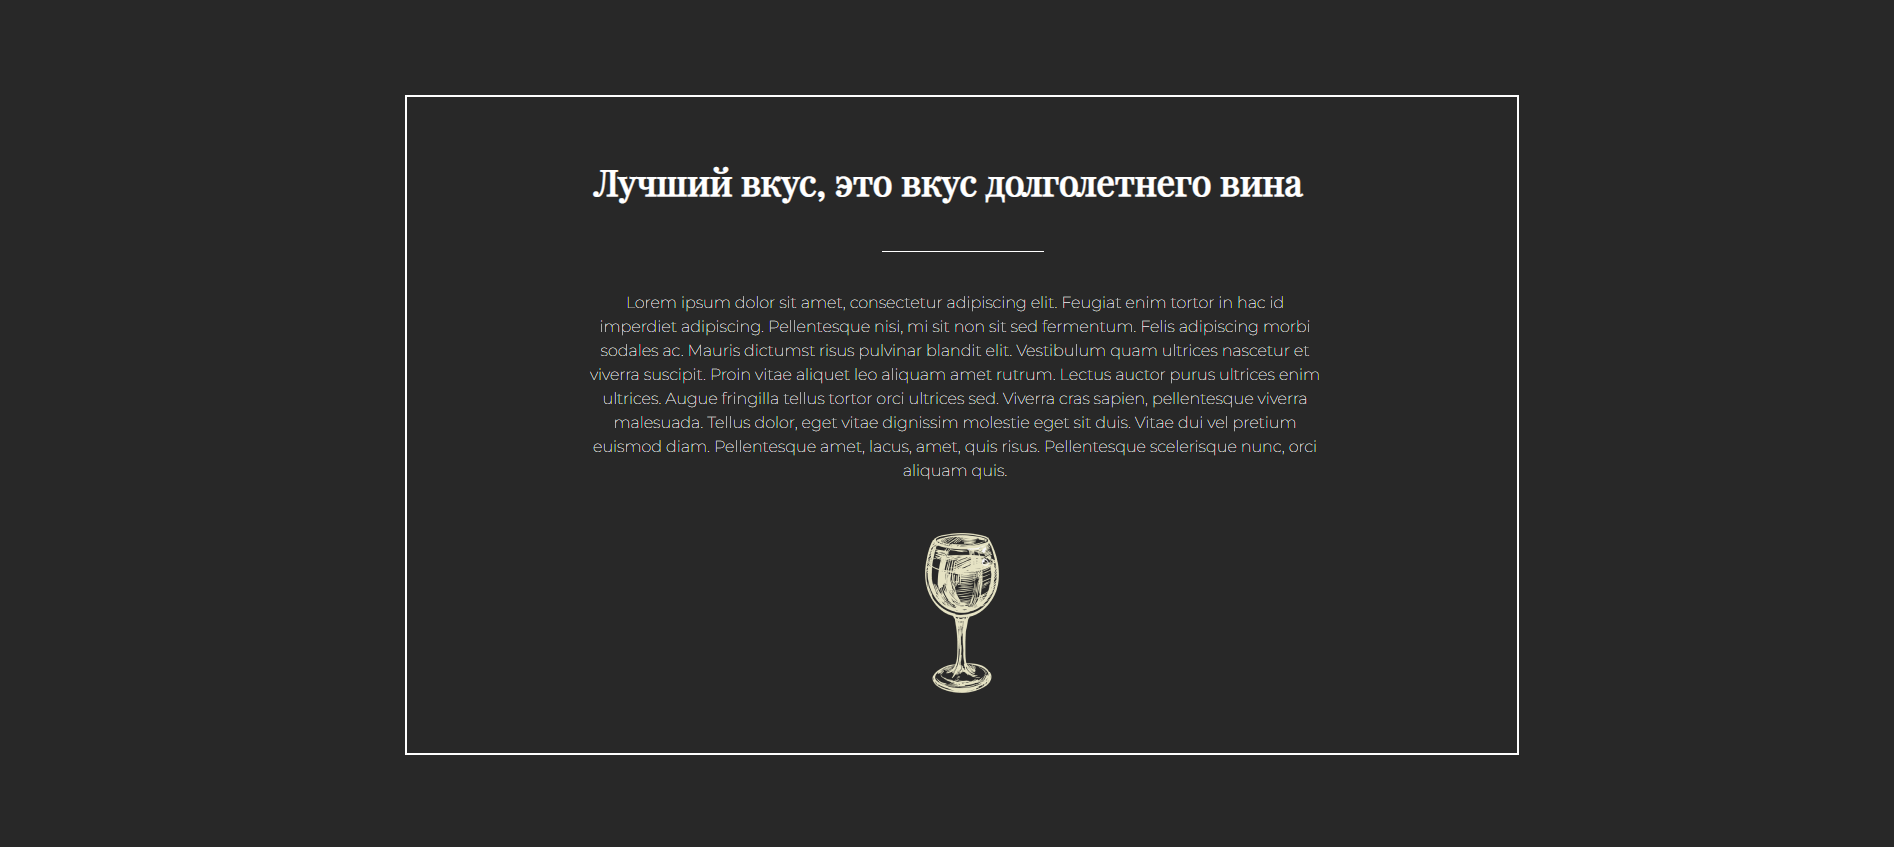 Лучший вкус, это вкус долголетнего вина
Lorem ipsum dolor sit amet, consectetur adipiscing elit. Feugiat enim tortor in hac id
imperdiet adipiscing. Pellentesque nisi, mi sit non sit sed fermentum. Felis adipiscing morbi
sodales ac. Mauris dictumst risus pulvinar blandit elit. Vestibulum quam ultrices nascetur et
viverra suscipit. Proin vitae aliquet leo aliquam amet rutrum. Lectus auctor purus ultrices enim
ultrices. Augue fringilla tellus tortor orci ultrices sed. Viverra cras sapien, pellentesque viverra
malesuada. Tellus dolor, eget vitae dignissim molestie eget sit duis. Vitae dui vel pretium
euismod diam. Pellentesque amet, lacus, amet, quis risus. Pellentesque scelerisque nunc, orci
aliquam quis.